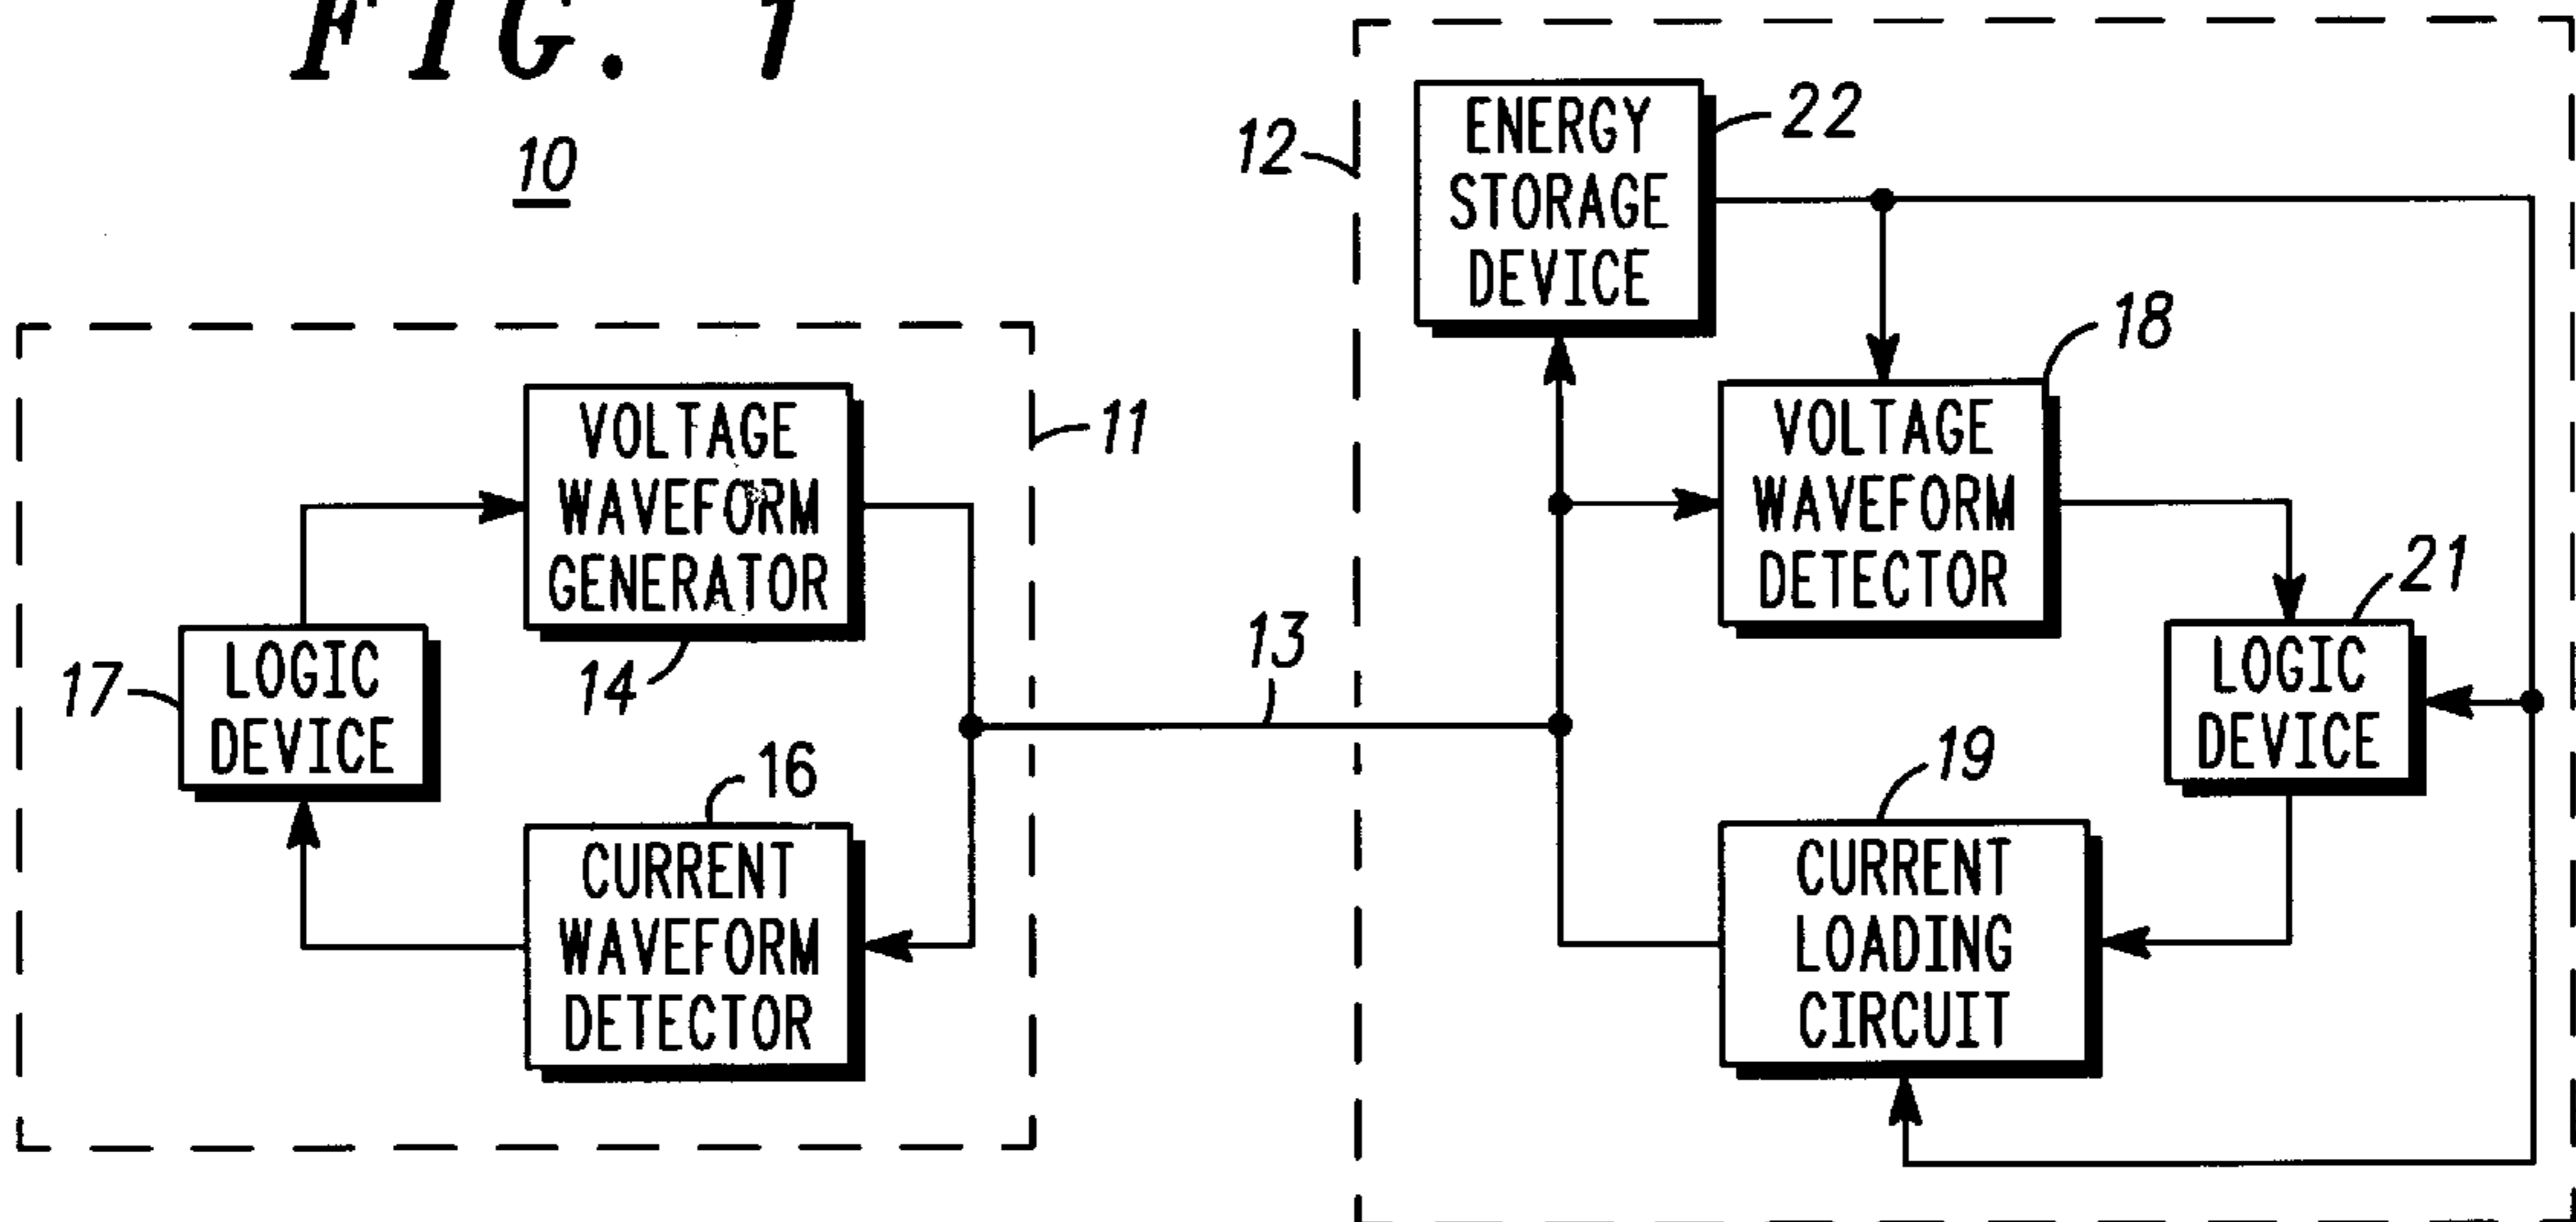 FIG. 1
10
12
ENERGY
STORAGE
DEVICE
22
11
VOLTAGE
WAVEFORM
GENERATOR
14
17
LOGIC
DEVICE
16
CURRENT
WAVEFORM
DETECTOR
13
18
VOLTAGE
WAVEFORM
DETECTOR
21
LOGIC
DEVICE
19
CURRENT
LOADING
CIRCUIT